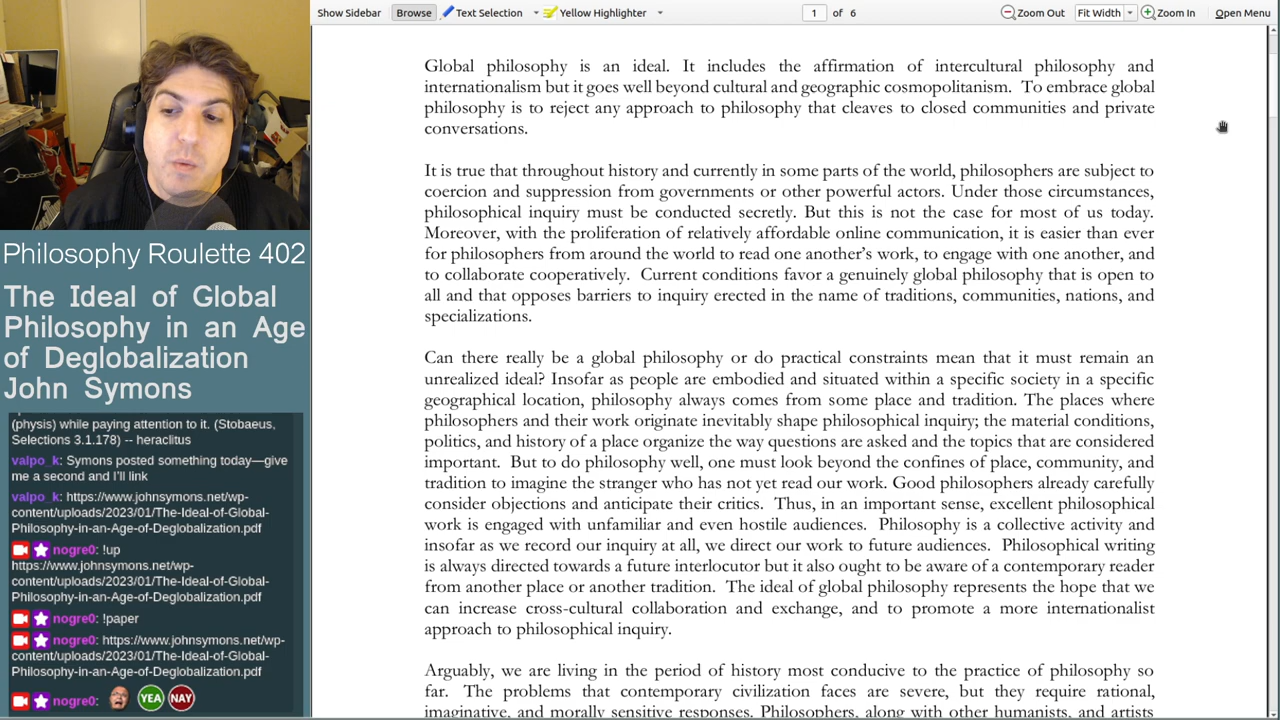 Show Sidebar Browse Text Selection Yellow Highlighter 1 of 6 Zoom Out Fit Width Zoom In Open Menu
Global philosophy is an ideal. It includes the affirmation of intercultural philosophy and
internationalism but it goes well beyond cultural and geographic cosmopolitanism. To embrace global
philosophy is to reject any approach to philosophy that cleaves to closed communities and private
conversations.
It is true that throughout history and currently in some parts of the world, philosophers are subject to
coercion and suppression from governments or other powerful actors. Under those circumstances,
philosophical inquiry must be conducted secretly. But this is not the case for most of us today.
Moreover, with the proliferation of relatively affordable online communication, it is easier than ever
for philosophers from around the world to read one another's work, to engage with one another, and
to collaborate cooperatively. Current conditions favor a genuinely global philosophy that is open to
all and that opposes barriers to inquiry erected in the name of traditions, communities, nations, and
specializations.
Can there really be a global philosophy or do practical constraints mean that it must remain an
unrealized ideal? Insofar as people are embodied and situated within a specific society in a specific
geographical location, philosophy always comes from some place and tradition. The places where
philosophers and their work originate inevitably shape philosophical inquiry; the material conditions,
politics, and history of a place organize the way questions are asked and the topics that are considered
important. But to do philosophy well, one must look beyond the confines of place, community, and
tradition to imagine the stranger who has not yet read our work. Good philosophers already carefully
consider objections and anticipate their critics. Thus, in an important sense, excellent philosophical
work is engaged with unfamiliar and even hostile audiences. Philosophy is a collective activity and
insofar as we record our inquiry at all, we direct our work to future audiences. Philosophical writing
is always directed towards a future interlocutor but it also ought to be aware of a contemporary reader
from another place or another tradition. The ideal of global philosophy represents the hope that we
can increase cross-cultural collaboration and exchange, and to promote a more internationalist
approach to philosophical inquiry.
Arguably, we are living in the period of history most conducive to the practice of philosophy so
far. The problems that contemporary civilization faces are severe, but they require rational,
imaginative, and morally sensitive responses. Philosophers, along with other humanists, and artists
Philosophy Roulette 402
The Ideal of Global
Philosophy in an Age
of Deglobalization
John Symons
(physis) while paying attention to it. (Stobaeus,
Selections 3.1.178) -- heraclitus
valpo_k: Symons posted something today—give
me a second and I'll link
valpo_k: https://www.johnsymons.net/wp-
content/uploads/2023/01/The-Ideal-of-Global-
Philosophy-in-an-Age-of-Deglobalization.pdf
nogre0: !up
https://www.johnsymons.net/wp-
content/uploads/2023/01/The-Ideal-of-Global-
Philosophy-in-an-Age-of-Deglobalization.pdf
nogre0: !paper
nogre0: https://www.johnsymons.net/wp-
content/uploads/2023/01/The-Ideal-of-Global-
Philosophy-in-an-Age-of-Deglobalization.pdf
nogre0: YEA NAY